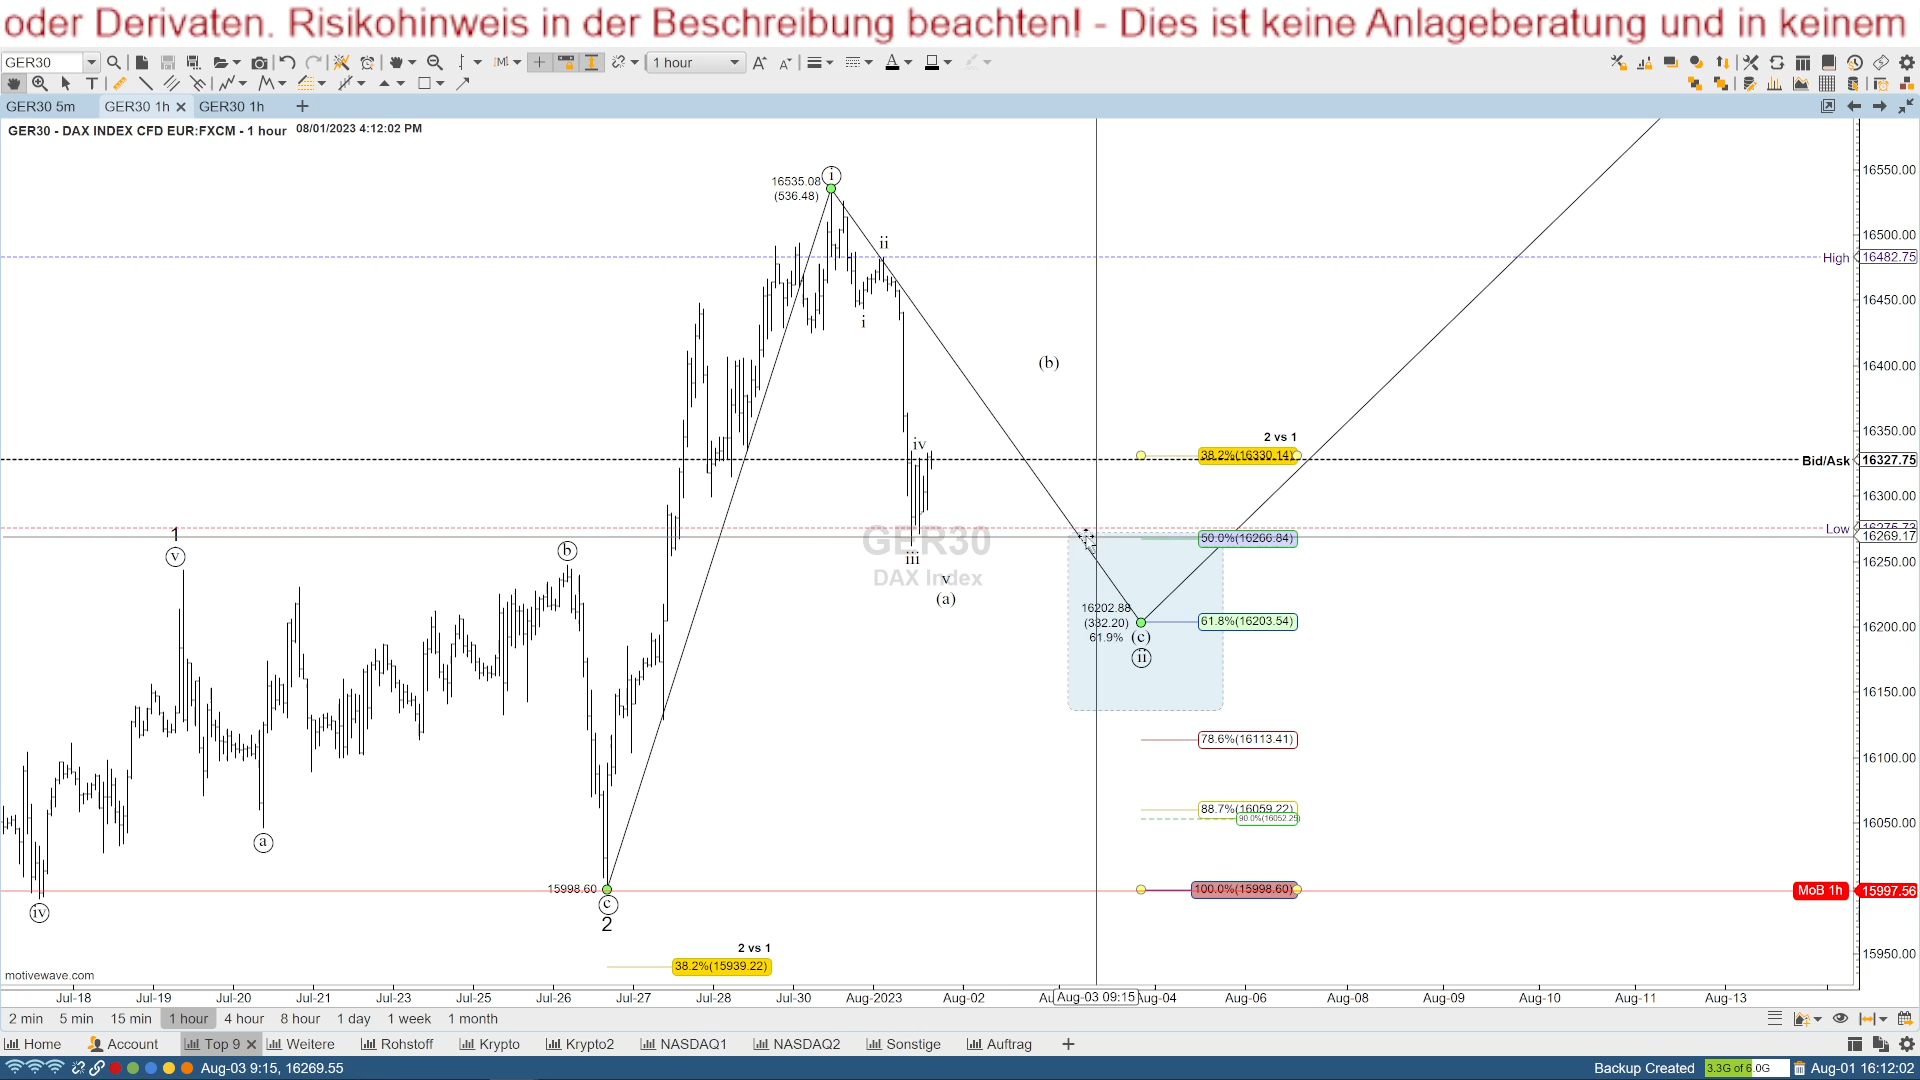 oder Derivaten. Risikohinweis in der Beschreibung beachten! - Dies ist keine Anlageberatung und in keinem
GER30
1 hour
GER30 5m
GER30 1h
GER30 1h
GER30 - DAX INDEX CFD EUR:FXCM - 1 hour 08/01/2023 4:12:02 PM
16550.00
i
16535.08
(536.48)
16500.00
ii
High
16482.75
16450.00
i
(b)
16400.00
2 vs 1
16350.00
iv
38.2%(16330.14)
Bid/Ask
16327.75
16300.00
Low
1
GER30
50.0%(16266.84)
16269.17
v
b
iii
16250.00
DAX Index
v
(a)
16202.88
(332.20)
61.9%
(c)
ii
61.8%(16203.54)
16200.00
16150.00
78.6%(16113.41)
16100.00
88.7%(16059.22)
90.0%(16052.25)
16050.00
a
15998.60
100.0%(15998.60)
MoB 1h
15997.56
iv
c
2
2 vs 1
38.2%(15939.22)
15950.00
motivewave.com
Jul-18 Jul-19 Jul-20 Jul-21 Jul-23 Jul-25 Jul-26 Jul-27 Jul-28 Jul-30 Aug-2023 Aug-02 Aug-03 09:15 Aug-04 Aug-06 Aug-08 Aug-09 Aug-10 Aug-11 Aug-13
2 min 5 min 15 min 1 hour 4 hour 8 hour 1 day 1 week 1 month
Home Account Top 9 Weitere Rohstoff Krypto Krypto2 NASDAQ1 NASDAQ2 Sonstige Auftrag
Aug-03 9:15, 16269.55
Backup Created 3.3G of 6.0G Aug-01 16:12:02